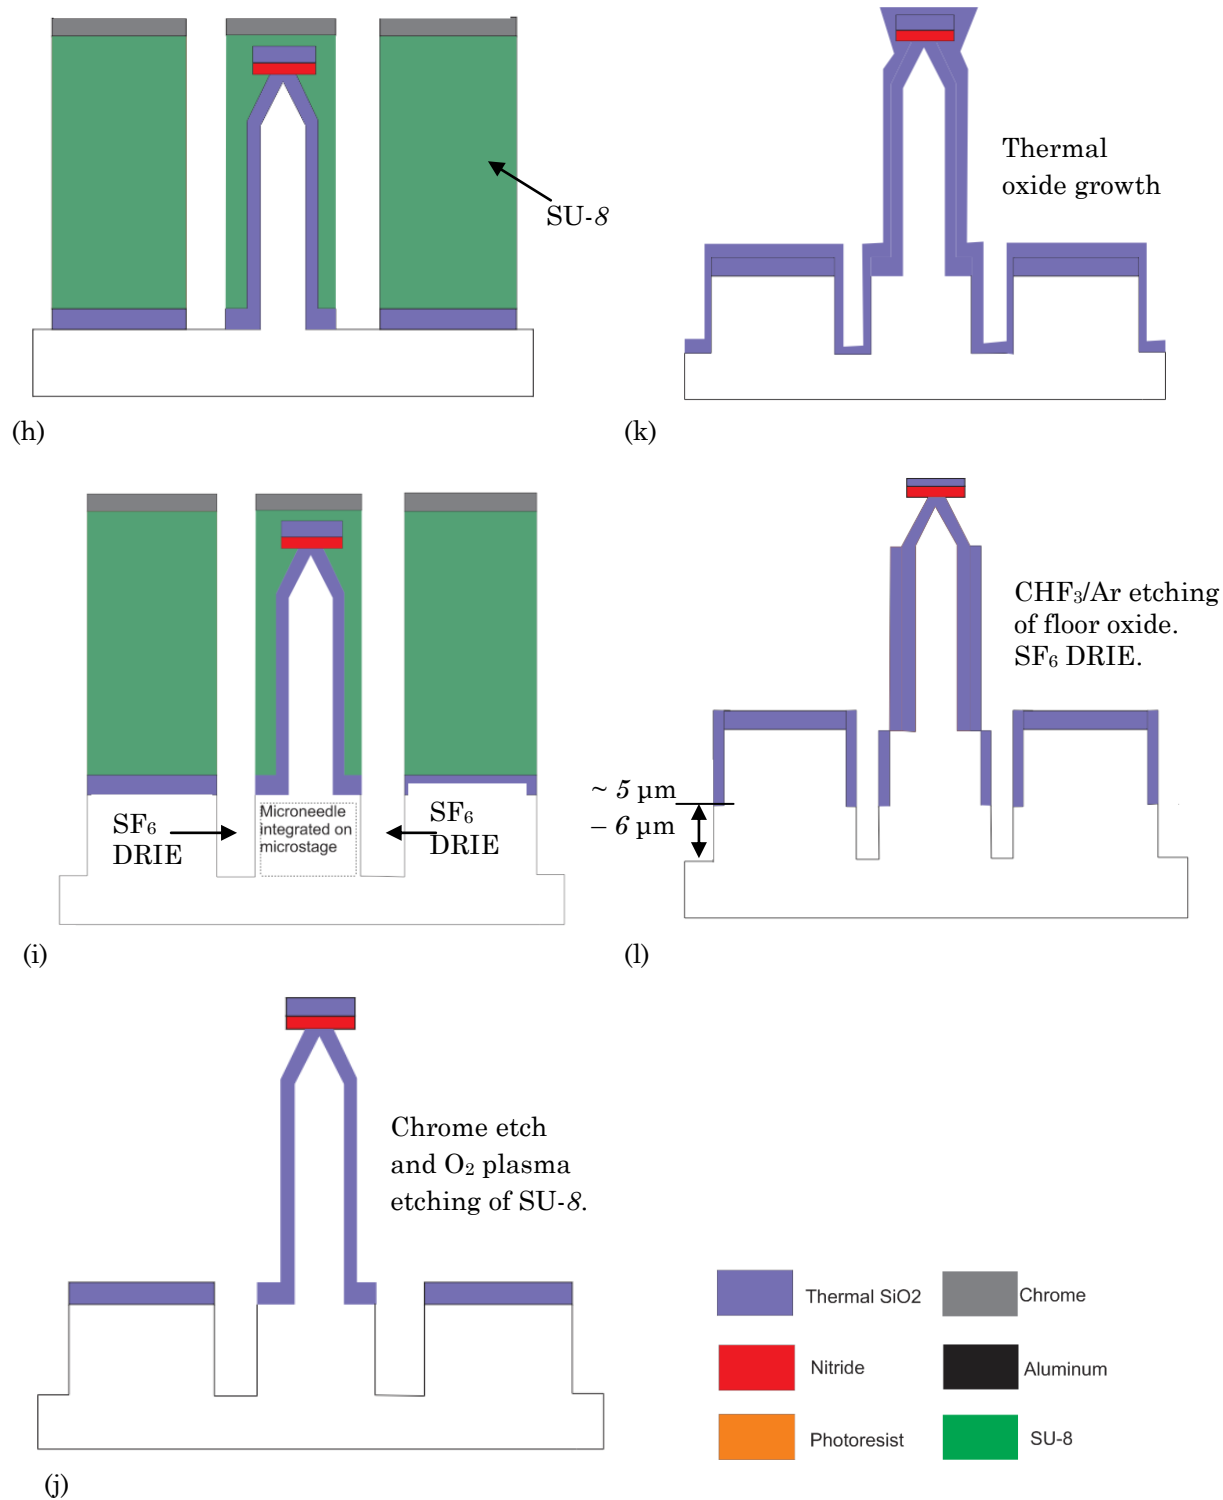 SU-8
(h)
Thermal
oxide growth
(k)
SF6
DRIE
Microneedle
integrated on
microstage
SF6
DRIE
(i)
CHF3/Ar etching
of floor oxide.
SF6 DRIE.
~ 5 µm
– 6 µm
(l)
Chrome etch
and O2 plasma
etching of SU-8.
(j)
Thermal SiO2
Chrome
Nitride
Aluminum
Photoresist
SU-8